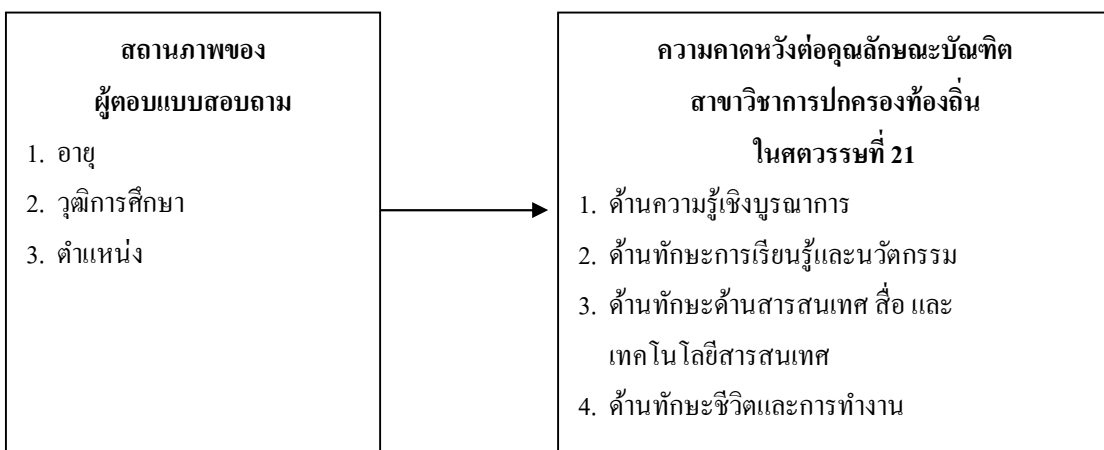 สถานภาพของ
ผู้ตอบแบบสอบถาม
1. อายุ
2. วุฒิการศึกษา
3. ตำแหน่ง
ความคาดหวังต่อคุณลักษณะบัณฑิต
สาขาวิชาการปกครองท้องถิ่น
ในศตวรรษที่ 21
1. ด้านความรู้เชิงบูรณาการ
2. ด้านทักษะการเรียนรู้และนวัตกรรม
3. ด้านทักษะด้านสารสนเทศ สื่อ และ
เทคโนโลยีสารสนเทศ
4. ด้านทักษะชีวิตและการทำงาน